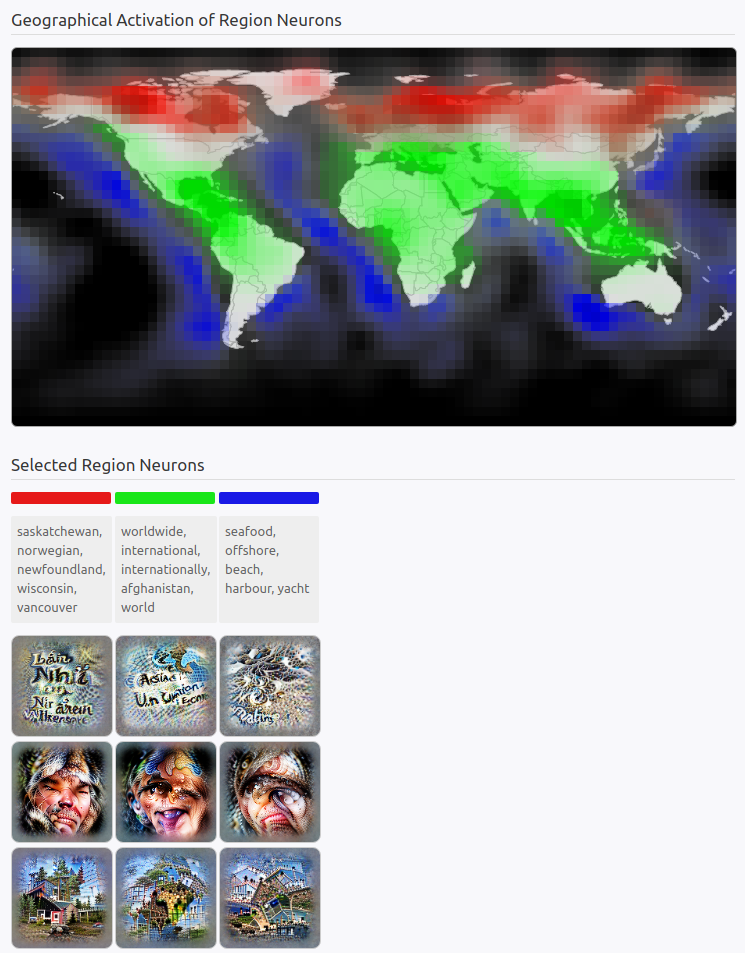 Geographical Activation of Region Neurons
Selected Region Neurons
saskatchewan,
norwegian,
newfoundland,
wisconsin,
vancouver
worldwide,
international,
internationally,
afghanistan,
world
seafood,
offshore,
beach,
harbour, yacht